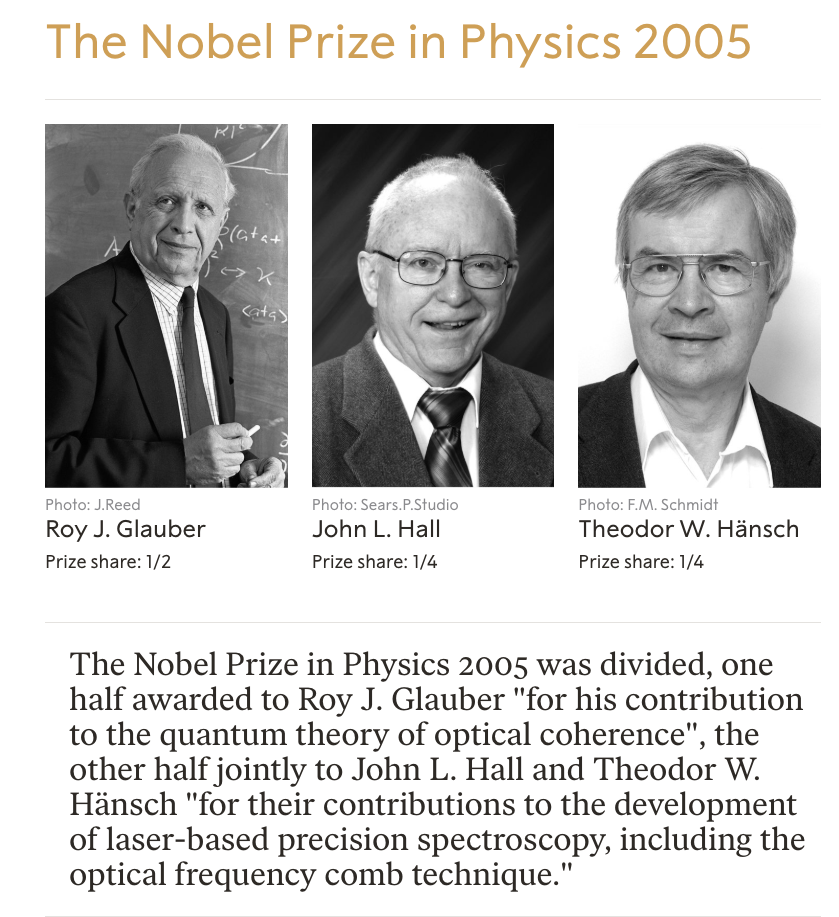 The Nobel Prize in Physics 2005
Photo: J.Reed
Roy J. Glauber
Prize share: 1/2
Photo: Sears.P.Studio
John L. Hall
Prize share: 1/4
Photo: F.M. Schmidt
Theodor W. Hänsch
Prize share: 1/4
The Nobel Prize in Physics 2005 was divided, one
half awarded to Roy J. Glauber "for his contribution
to the quantum theory of optical coherence", the
other half jointly to John L. Hall and Theodor W.
Hänsch "for their contributions to the development
of laser-based precision spectroscopy, including the
optical frequency comb technique."